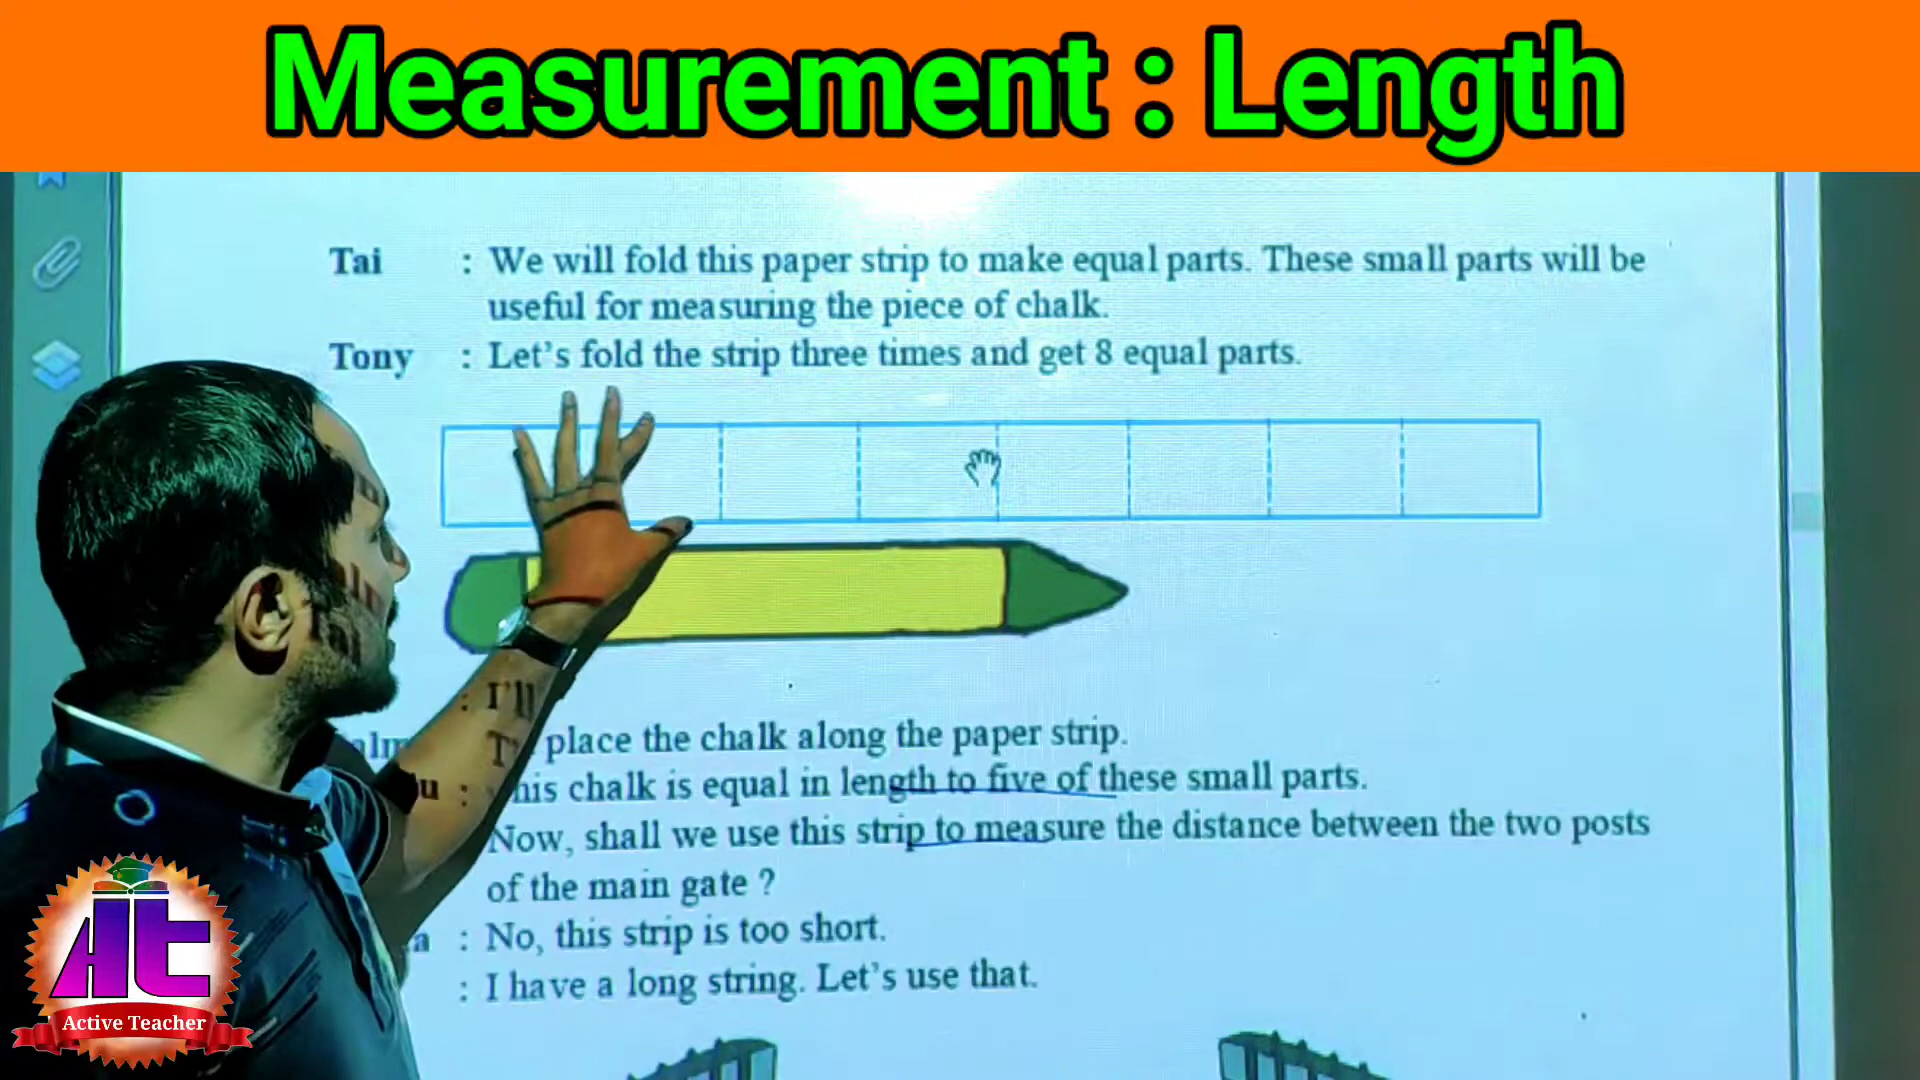 Measurement : Length
Tai : We will fold this paper strip to make equal parts. These small parts will be
useful for measuring the piece of chalk.
Tony : Let's fold the strip three times and get 8 equal parts.
: I'll
place the chalk along the paper strip.
: chalk is equal in length to five of these small parts.
Now, shall we use this strip to measure the distance between the two posts
of the main gate ?
: No, this strip is too short.
: I have a long string. Let's use that.
At
Active Teacher